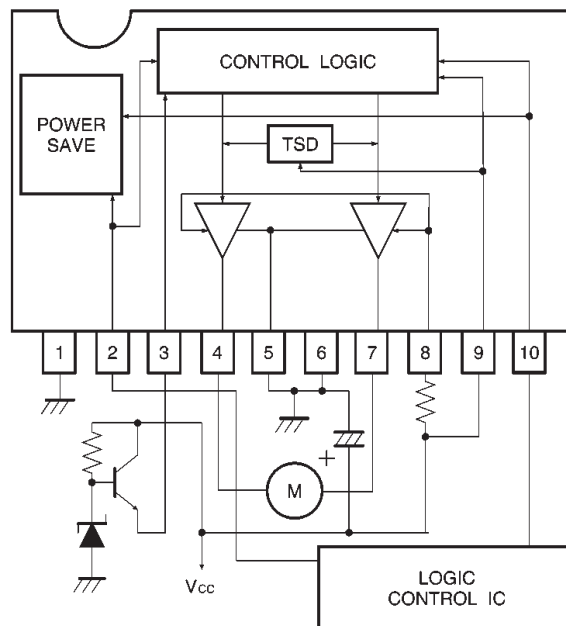 CONTROL LOGIC
POWER
SAVE
TSD
1 2 3 4 5 6 7 8 9 10
+
M
Vcc
LOGIC
CONTROL IC